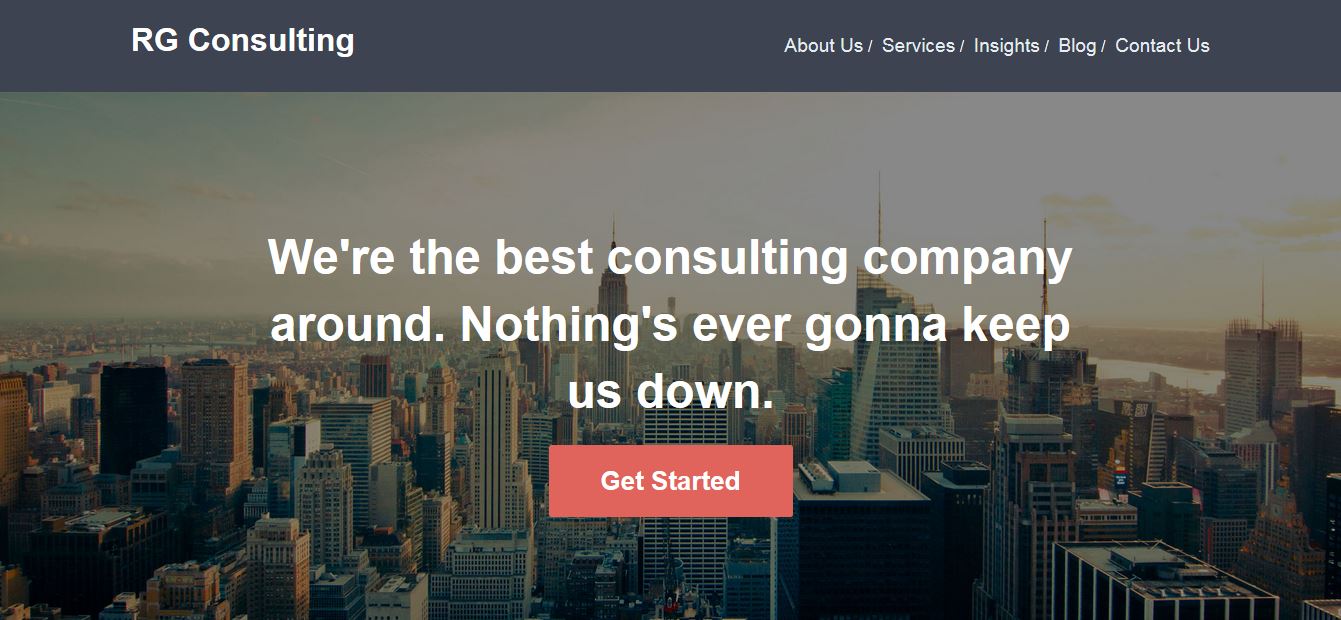 RG Consulting
About Us / Services / Insights / Blog / Contact Us
We're the best consulting company
around. Nothing's ever gonna keep
us down.
Get Started